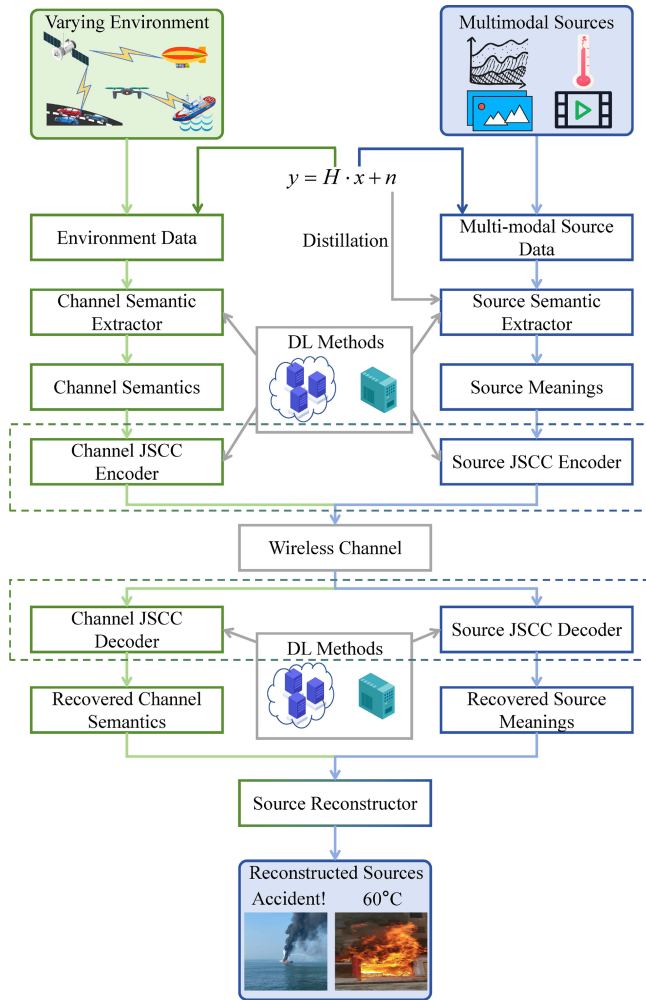 Varying Environment
Multimodal Sources
y = H · x + n
Environment Data
Distillation
Multi-modal Source
Data
Channel Semantic
Extractor
Source Semantic
Extractor
DL Methods
Channel Semantics
Source Meanings
Channel JSCC
Encoder
Source JSCC Encoder
Wireless Channel
Channel JSCC
Decoder
Source JSCC Decoder
DL Methods
Recovered Channel
Semantics
Recovered Source
Meanings
Source Reconstructor
Reconstructed Sources
Accident!
60°C